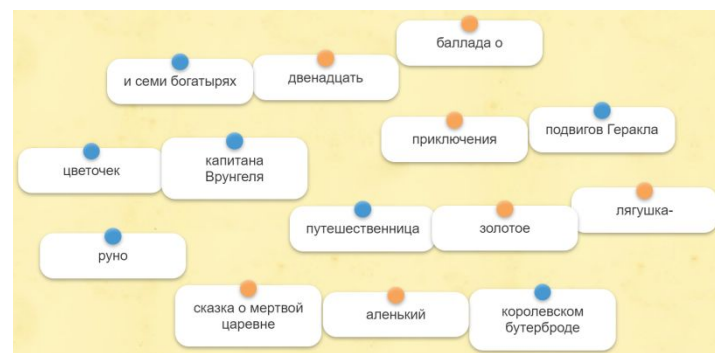 баллада о
и семи богатырях
двенадцать
подвигов Геракла
приключения
капитана
Врунгеля
цветочек
лягушка-
путешественница
золотое
руно
сказка о мертвой
царевне
аленький
королевском
бутерброде